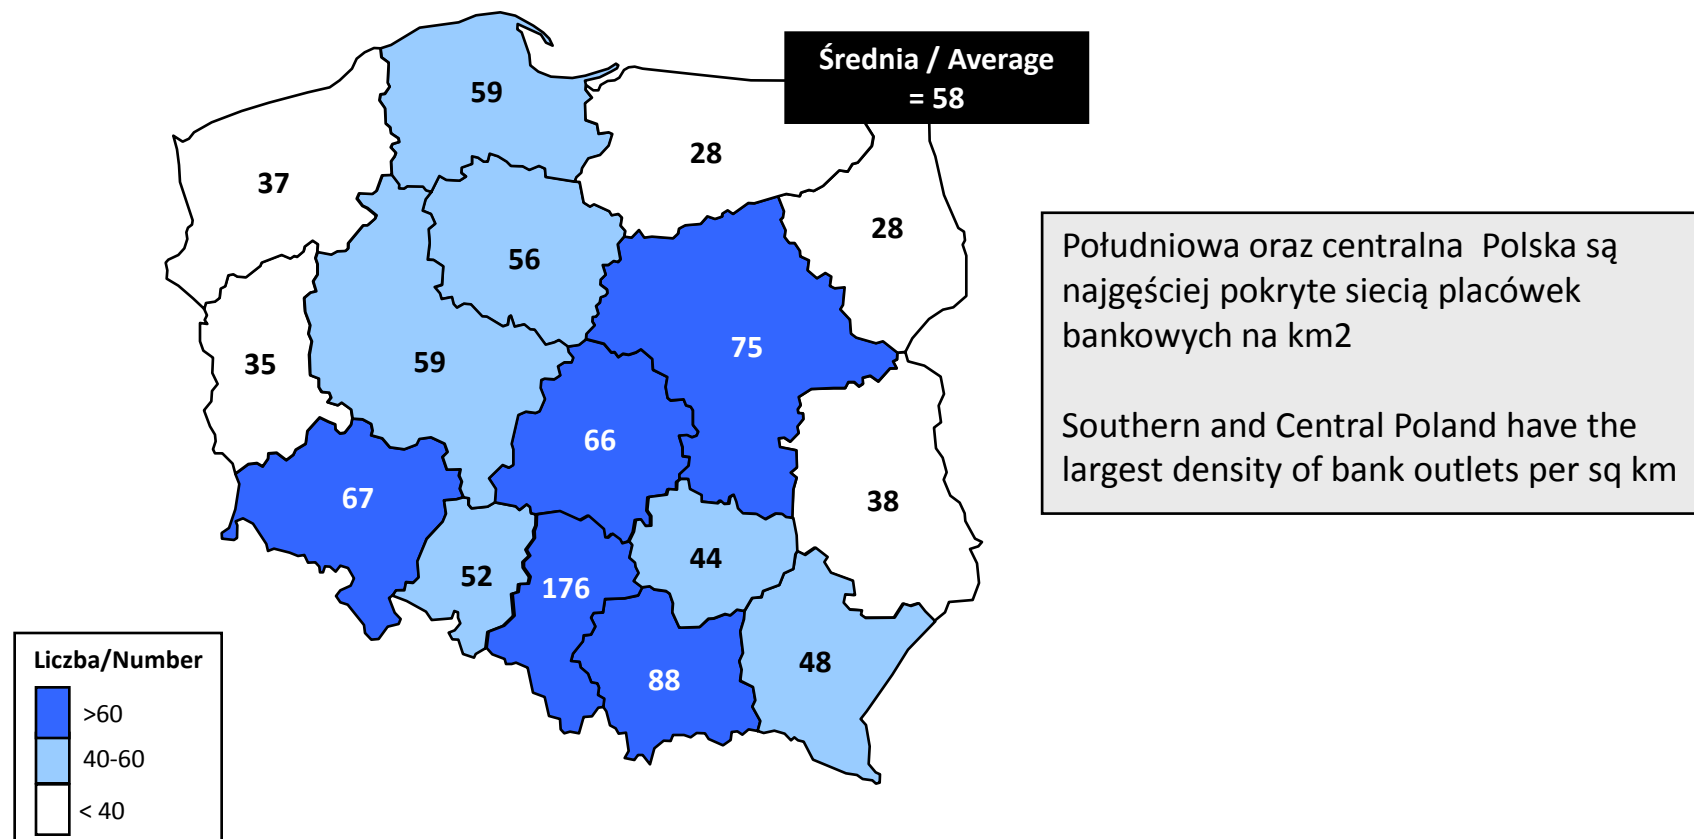 Średnia / Average
= 58
59
28
37
28
56
75
35
59
66
67
38
44
52
176
48
88
Południowa oraz centralna Polska są
najgęściej pokryte siecią placówek
bankowych na km2
Southern and Central Poland have the
largest density of bank outlets per sq km
Liczba/Number
>60
40-60
< 40